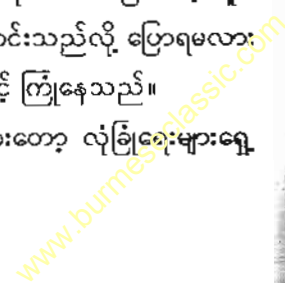 င်းသည်လို့ ပြောရမလား
ကြုံနေသည်။
တော့ လုံခြုံရေးများရှေ့
www.burmeseclassic.com